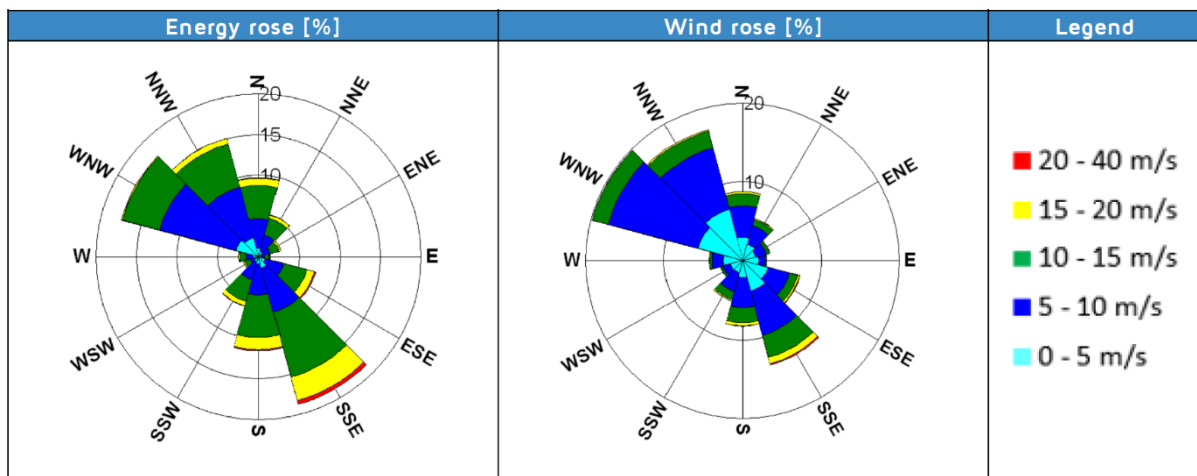 Energy rose [%]
Wind rose [%]
Legend
N
NNE
ENE
E
ESE
SSE
S
SSW
WSW
W
WNW
NNW
20
15
10
N
NNE
ENE
E
ESE
SSE
S
SSW
WSW
W
WNW
NNW
20
10
20 - 40 m/s
15 - 20 m/s
10 - 15 m/s
5 - 10 m/s
0 - 5 m/s